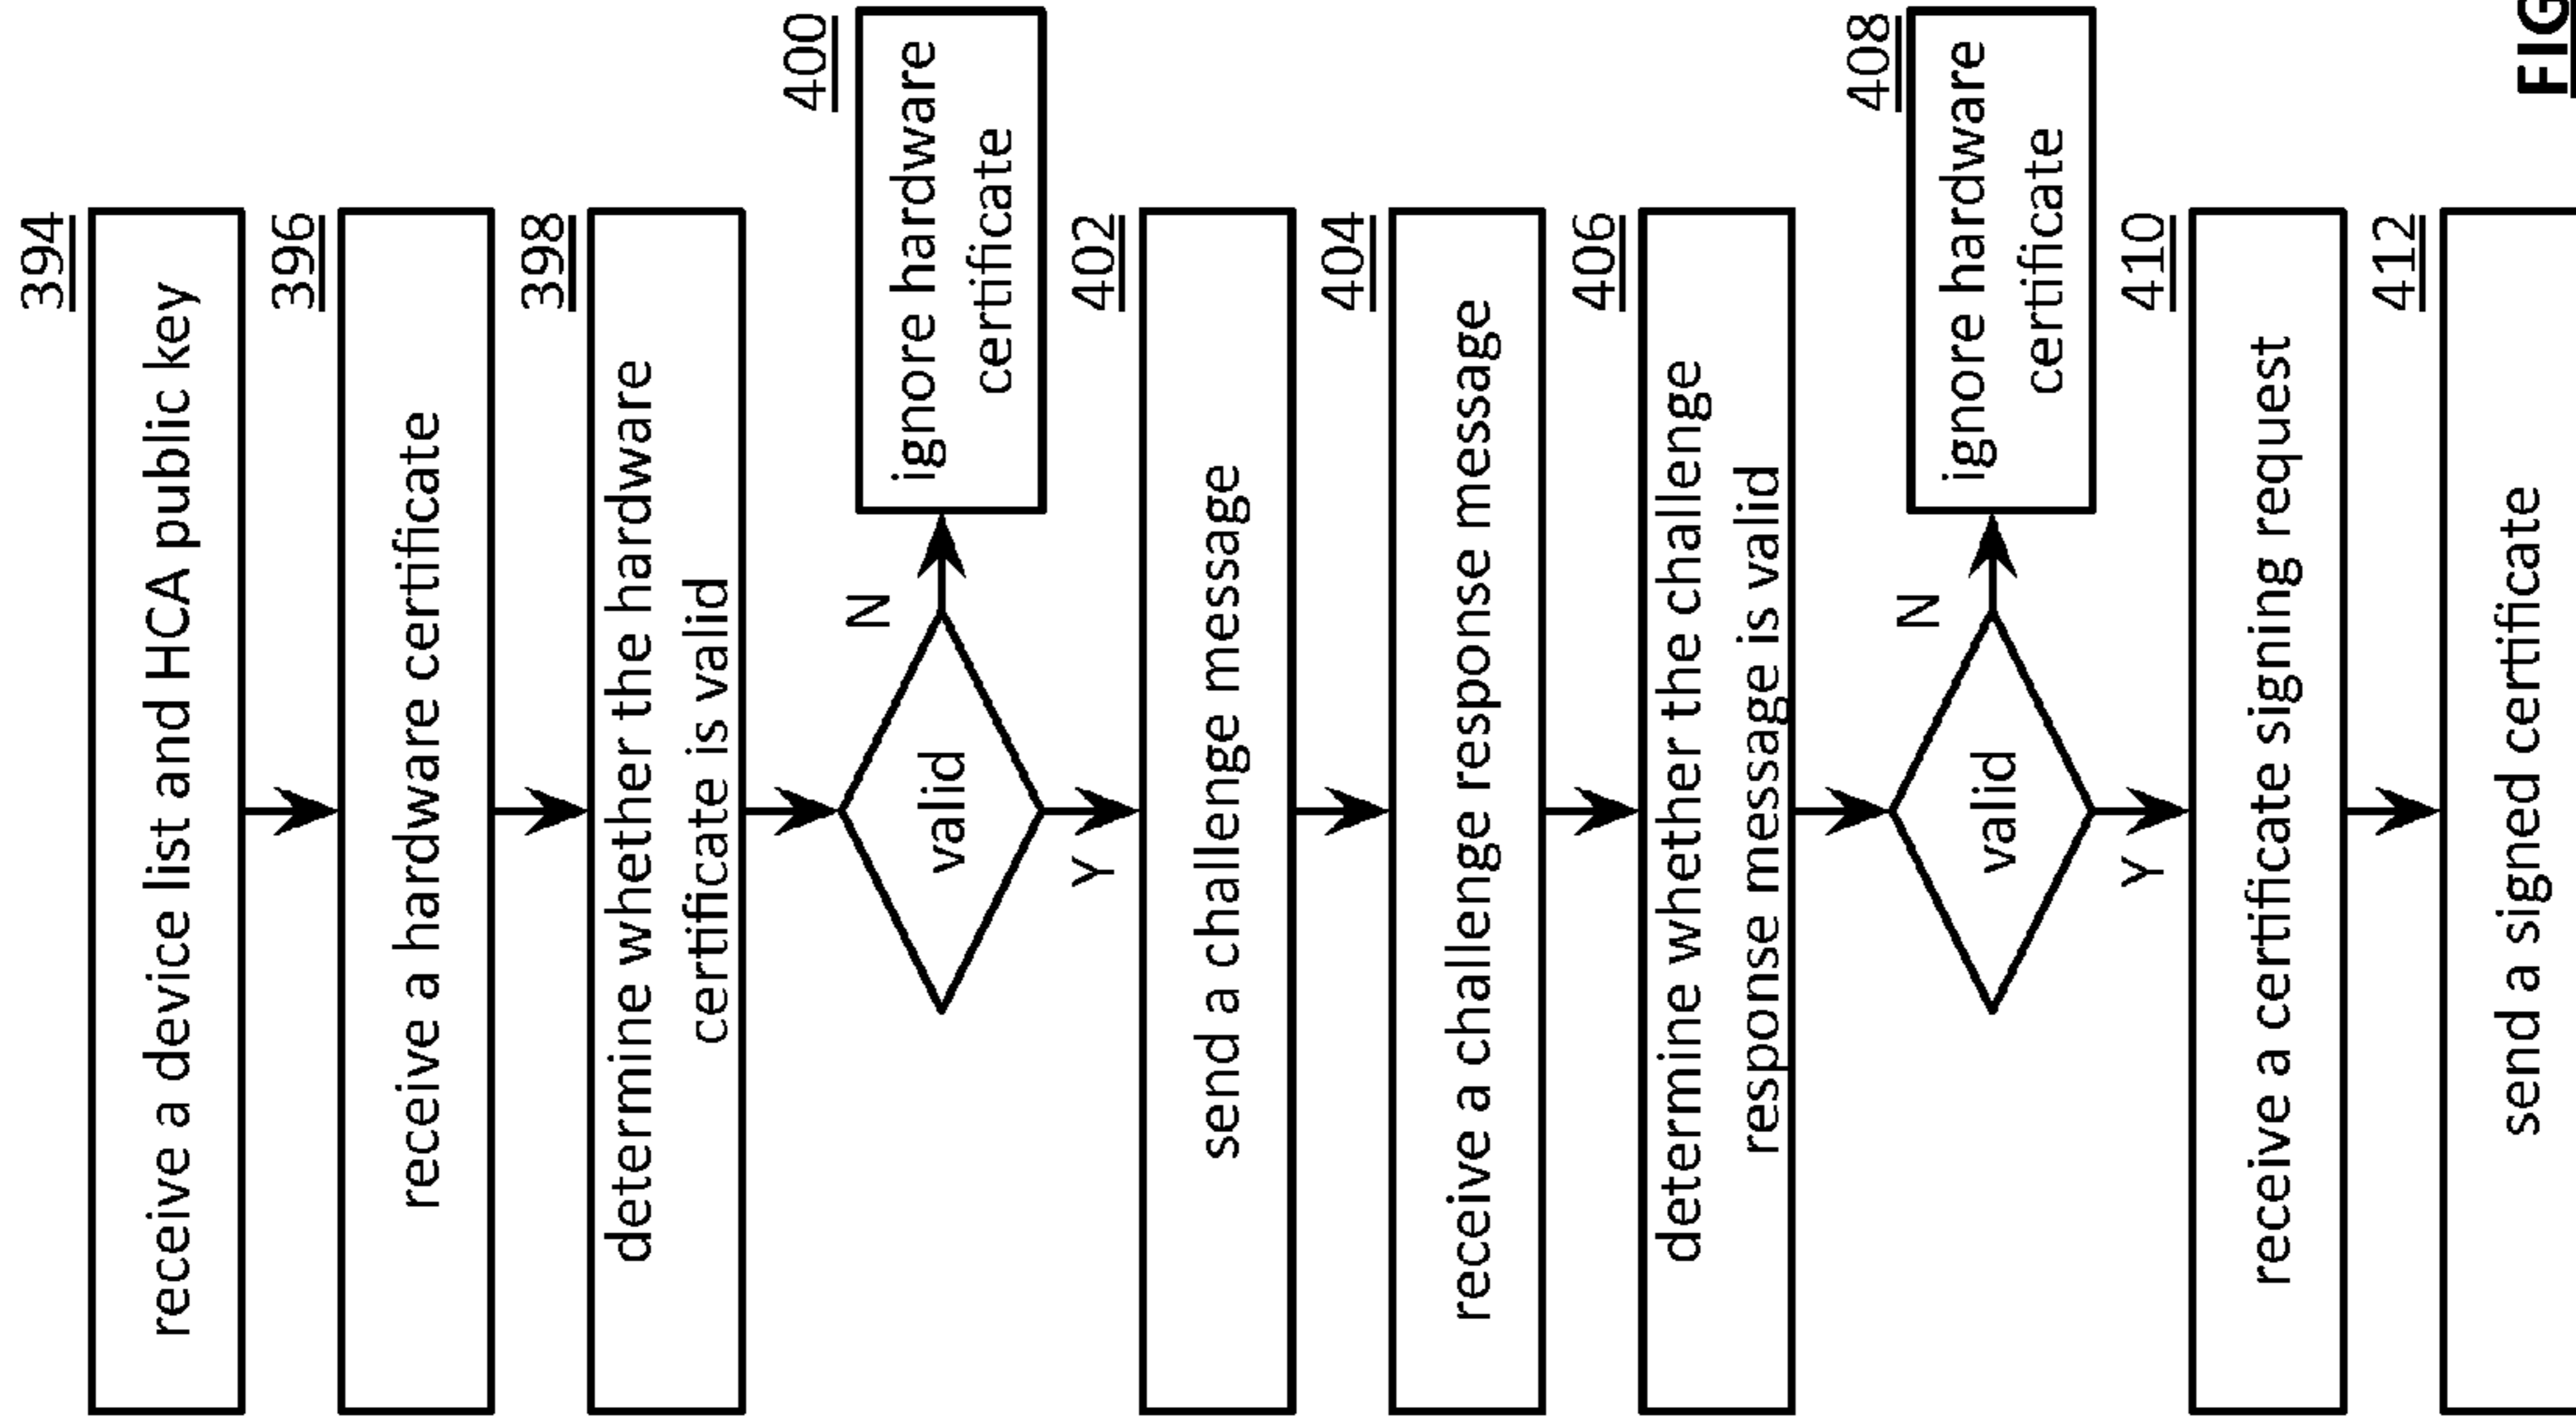 394
receive a device list and HCA public key
396
receive a hardware certificate
398
determine whether the hardware
certificate is valid
valid
N
400
ignore hardware
certificate
Y
402
send a challenge message
404
receive a challenge response message
406
determine whether the challenge
response message is valid
valid
N
408
ignore hardware
certificate
Y
410
receive a certificate signing request
412
send a signed certificate
FIG